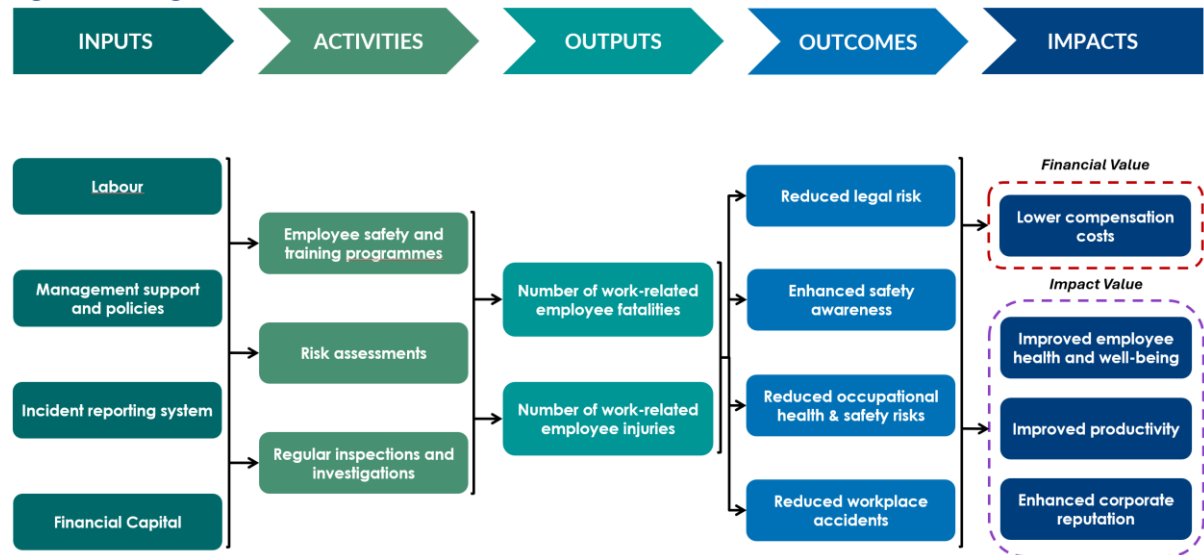 INPUTS
ACTIVITIES
OUTPUTS
OUTCOMES
IMPACTS
Labour
Management support
and policies
Incident reporting system
Financial Capital
Employee safety and
training programmes
Risk assessments
Regular inspections and
investigations
Number of work-related
employee fatalities
Number of work-related
employee injuries
Reduced legal risk
Enhanced safety
awareness
Reduced occupational
health & safety risks
Reduced workplace
accidents
Financial Value
Lower compensation
costs
Impact Value
Improved employee
health and well-being
Improved productivity
Enhanced corporate
reputation